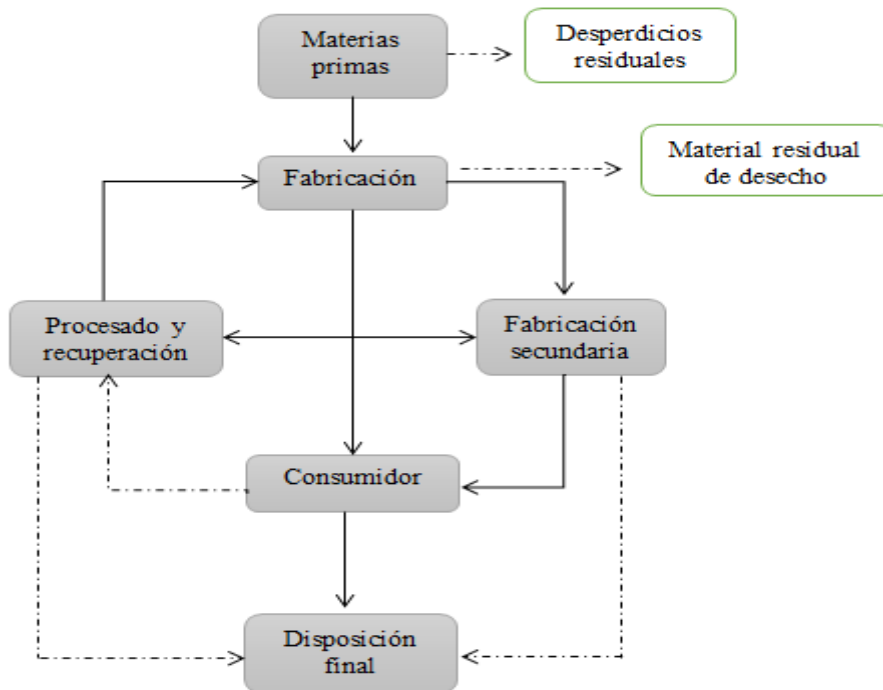 Materias
primas
Desperdicios
residuales
Fabricación
Material residual
de desecho
Procesado y
recuperación
Fabricación
secundaria
Consumidor
Disposición
final